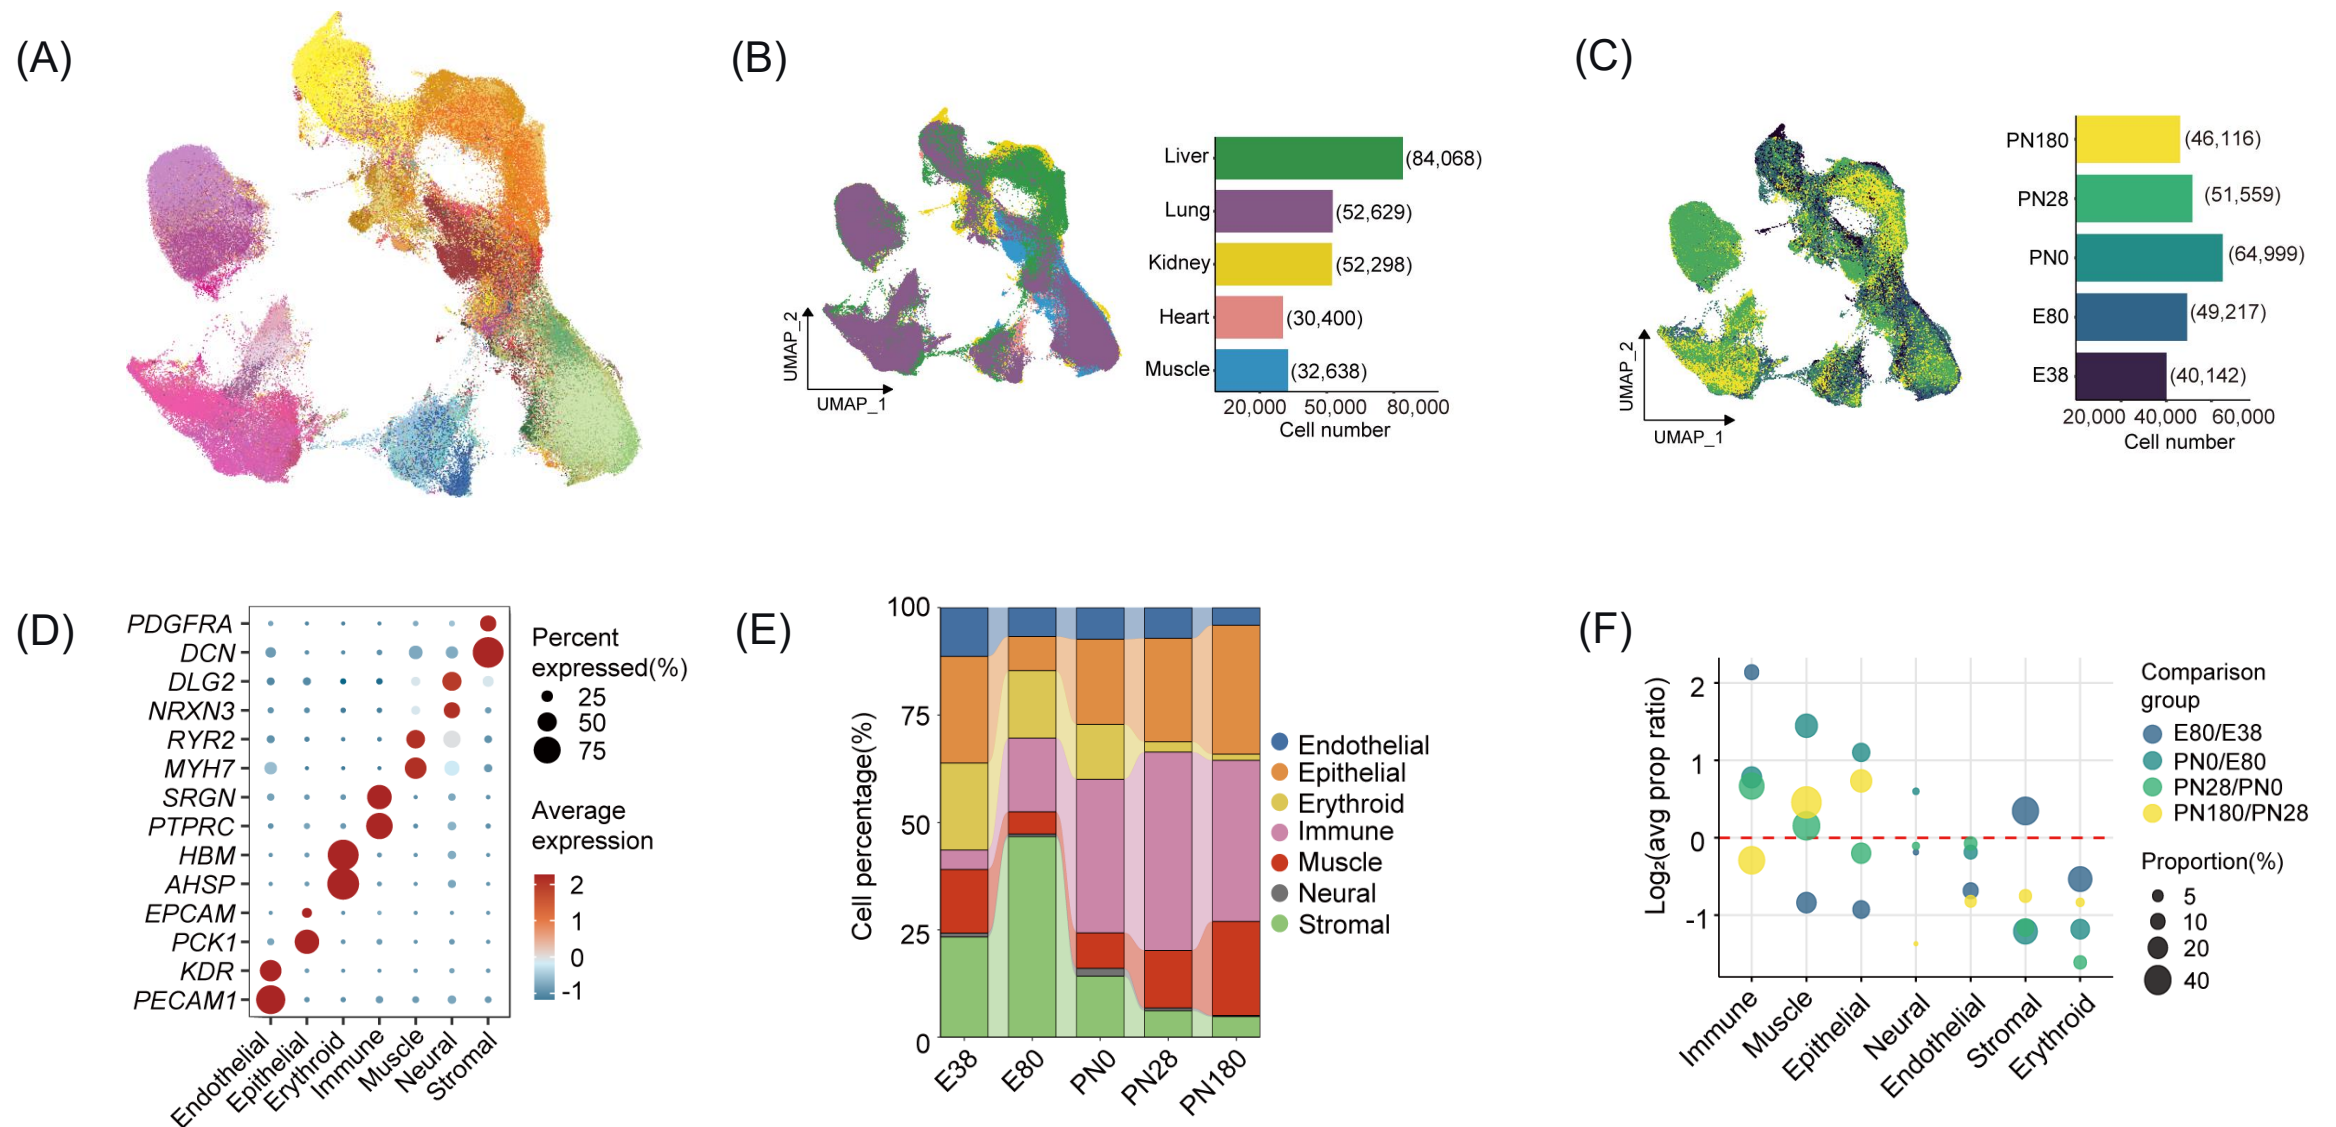 (A)
(B)
Liver
(84,068)
Lung
(52,629)
Kidney
(52,298)
Heart
(30,400)
Muscle
(32,638)
20,000 50,000 80,000
Cell number
UMAP_2
UMAP_1
(C)
PN180
(46,116)
PN28
(51,559)
PN0
(64,999)
E80
(49,217)
E38
(40,142)
20,000 40,000 60,000
Cell number
UMAP_2
UMAP_1
(D)
PDGFRA
DCN
DLG2
NRXN3
RYR2
MYH7
SRGN
PTPRC
HBM
AHSP
EPCAM
PCK1
KDR
PECAM1
Endothelial
Epithelial
Erythroid
Immune
Muscle
Neural
Stromal
Percent
expressed(%)
25
50
75
Average
expression
2
1
0
-1
(E)
Cell percentage(%)
100
75
50
25
0
E38
E80
PN0
PN28
PN180
Endothelial
Epithelial
Erythroid
Immune
Muscle
Neural
Stromal
(F)
Log₂(avg prop ratio)
2
1
0
-1
Immune
Muscle
Epithelial
Neural
Endothelial
Stromal
Erythroid
Comparison
group
E80/E38
PN0/E80
PN28/PN0
PN180/PN28
Proportion(%)
5
10
20
40